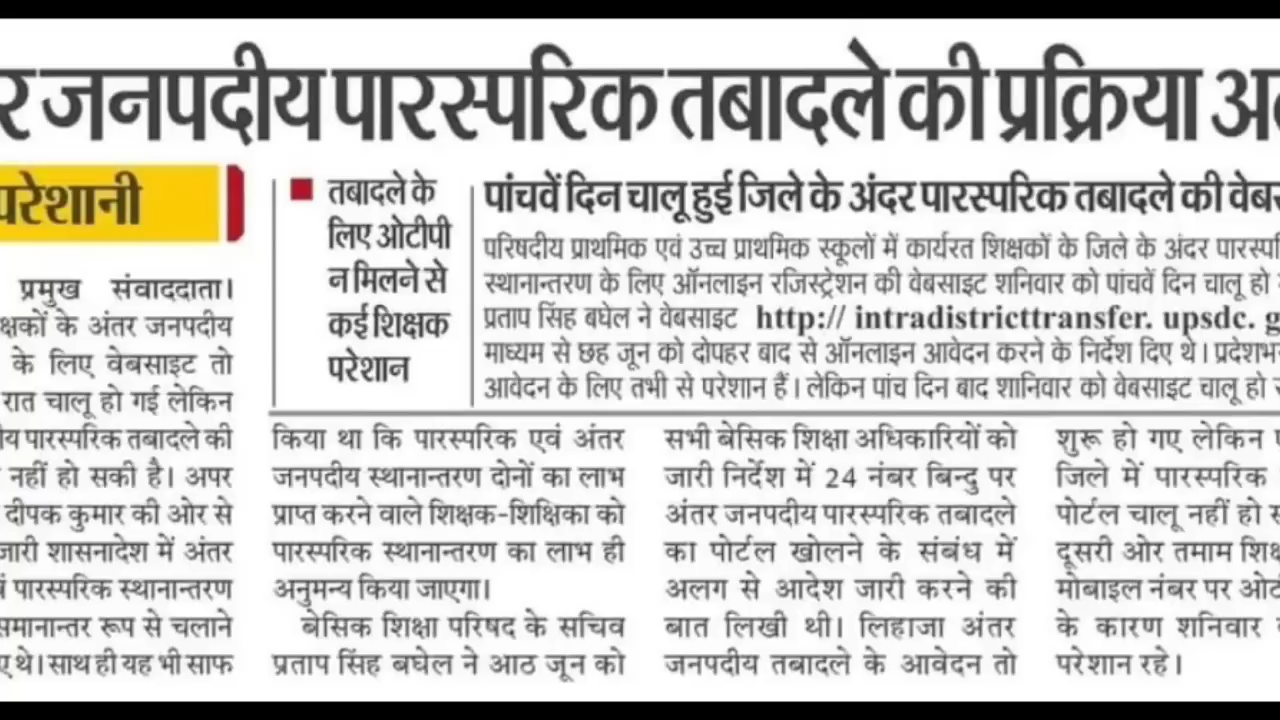 जनपदीय पारस्परिक तबादले की प्रक्रिया
परेशानी
प्रमुख संवाददाता।
के अंतर जनपदीय
के लिए वेबसाइट तो
रात चालू हो गई लेकिन
पारस्परिक तबादले की
नहीं हो सकी है। अपर
दीपक कुमार की ओर से
जारी शासनादेश में अंतर
पारस्परिक स्थानान्तरण
समानान्तर रूप से चलाने
थे। साथ ही यह भी साफ
तबादले के
लिए ओटीपी
न मिलने से
कई शिक्षक
परेशान
पांचवें दिन चालू हुई जिले के अंदर पारस्परिक तबादले की
परिषदीय प्राथमिक एवं उच्च प्राथमिक स्कूलों में कार्यरत शिक्षकों के जिले के अंदर
स्थानान्तरण के लिए ऑनलाइन रजिस्ट्रेशन की वेबसाइट शनिवार को पांचवें दिन चालू हो
प्रताप सिंह बघेल ने वेबसाइट http:// intradistricttransfer. upsdc. g
माध्यम से छह जून को दोपहर बाद से ऑनलाइन आवेदन करने के निर्देश दिए थे।
आवेदन के लिए तभी से परेशान हैं। लेकिन पांच दिन बाद शानिवार को वेबसाइट चालू हो
किया था कि पारस्परिक एवं अंतर
जनपदीय स्थानान्तरण दोनों का लाभ
प्राप्त करने वाले शिक्षक-शिक्षिका को
पारस्परिक स्थानान्तरण का लाभ ही
अनुमन्य किया जाएगा।
बेसिक शिक्षा परिषद के सचिव
प्रताप सिंह बघेल ने आठ जून को
सभी बेसिक शिक्षा अधिकारियों को
जारी निर्देश में 24 नंबर बिन्दु पर
अंतर जनपदीय पारस्परिक तबादले
का पोर्टल खोलने के संबंध में
अलग से आदेश जारी करने की
बात लिखी थी। लिहाजा अंतर
जनपदीय तबादले के आवेदन तो
शुरू हो गए लेकिन
जिले में पारस्परिक
पोर्टल चालू नहीं हो
दूसरी ओर तमाम
मोबाइल नंबर पर
के कारण शनिवार
परेशान रहे।